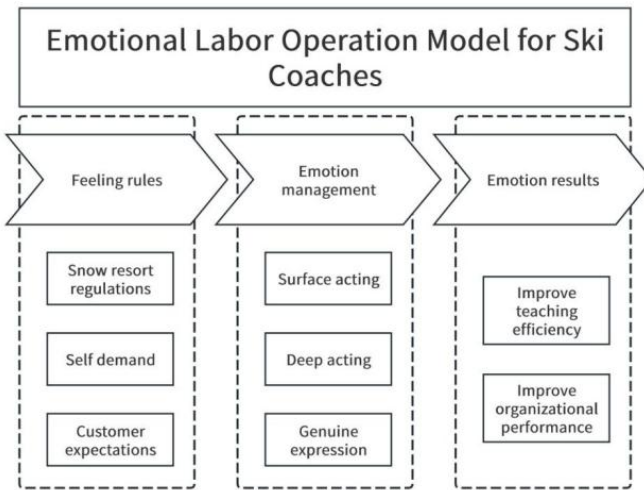 Emotional Labor Operation Model for Ski
Coaches
Feeling rules
Emotion
management
Emotion results
Snow resort
regulations
Self demand
Customer
expectations
Surface acting
Deep acting
Genuine
expression
Improve
teaching
efficiency
Improve
organizational
performance